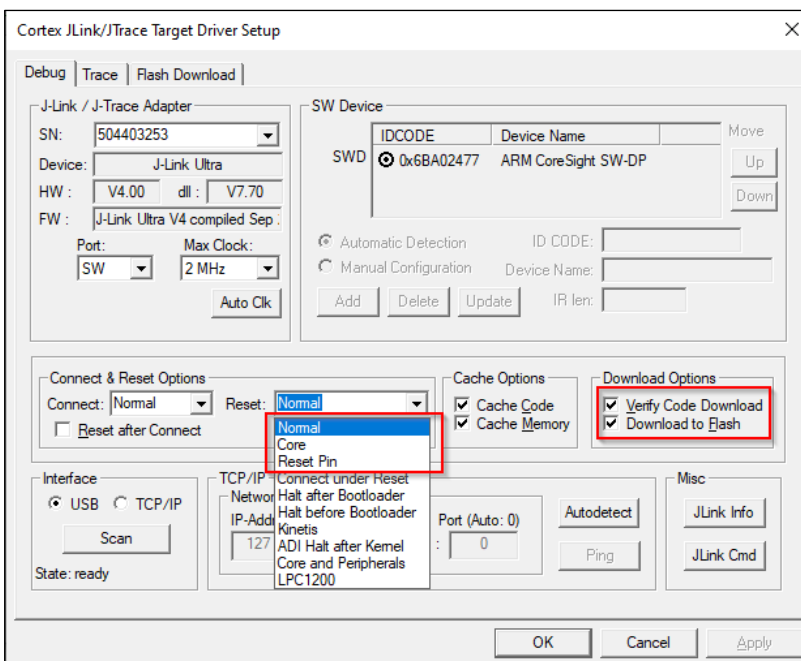 Cortex JLink/JTrace Target Driver Setup
Debug Trace Flash Download
J-Link / J-Trace Adapter
SN: 504403253
Device: J-Link Ultra
HW : V4.00 dll : V7.70
FW : J-Link Ultra V4 compiled Sep
Port: Max Clock:
SW 2 MHz
Auto Clk
SW Device
IDCODE Device Name
SWD 0x6BA02477 ARM CoreSight SW-DP
Move
Up
Down
Automatic Detection ID CODE:
Manual Configuration Device Name:
Add Delete Update IR len:
Connect & Reset Options
Connect: Normal Reset: Normal
Reset after Connect
Normal
Core
Reset Pin
Connect under Reset
Halt after Bootloader
Halt before Bootloader
Kinetis
ADI Halt after Kernel
Core and Peripherals
LPC1200
Cache Options
Cache Code
Cache Memory
Download Options
Verify Code Download
Download to Flash
Interface
USB TCP/IP
Scan
State: ready
TCP/IP
Networ
IP-Addr Port (Auto: 0)
127 : 0
Autodetect
Ping
Misc
JLink Info
JLink Cmd
OK Cancel Apply